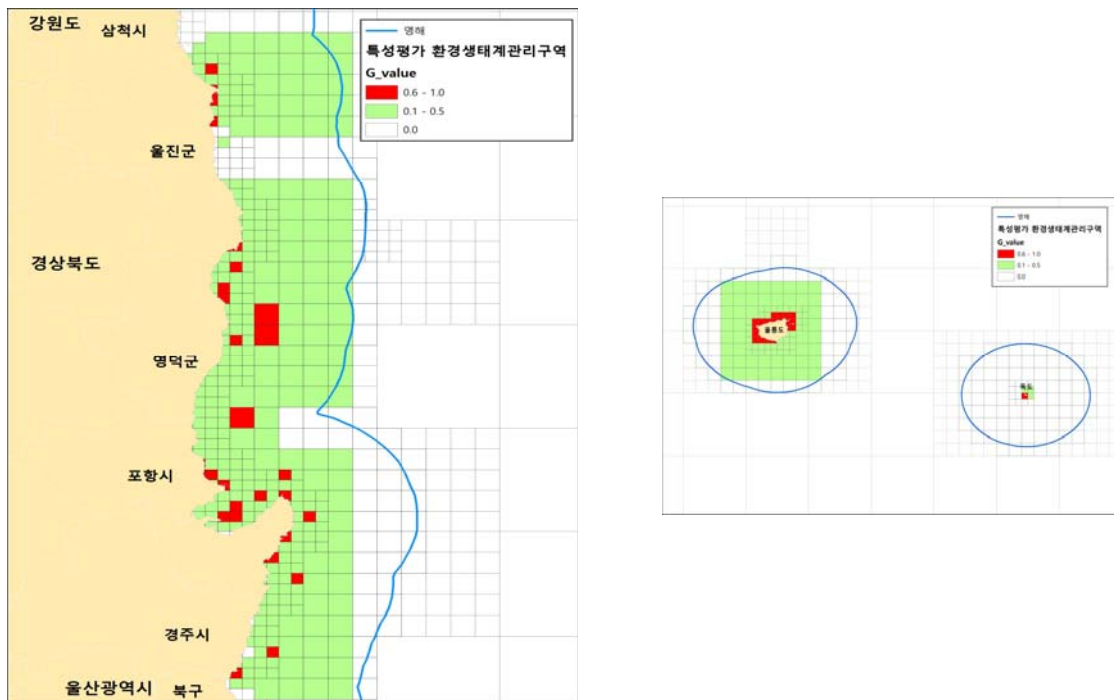 강원도
삼척시
영해
특성평가 환경생태계관리구역
G_value
0.6 - 1.0
0.1 - 0.5
0.0
울진군
경상북도
영덕군
포항시
경주시
울산광역시
북구
영해
특성평가 환경생태계관리구역
G_value
0.6 - 1.0
0.1 - 0.5
0.0
울릉도
독도